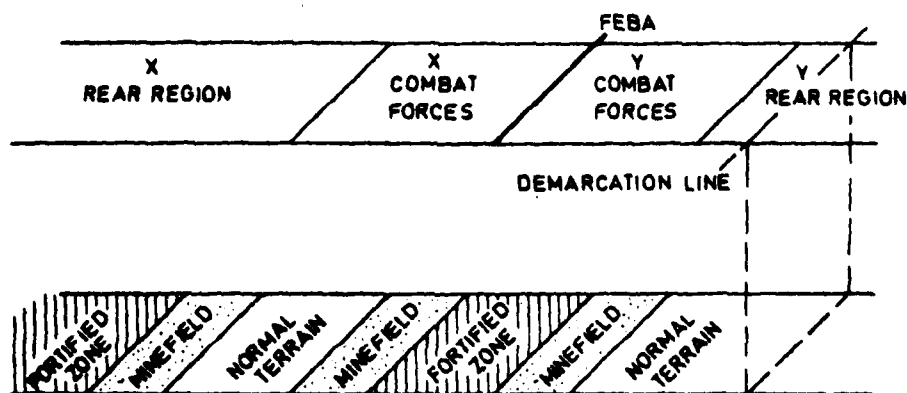 FEBA
X
REAR REGION
X
COMBAT
FORCES
Y
COMBAT
FORCES
Y
REAR REGION
DEMARCATION LINE
FORTIFIED
ZONE
MINEFIELD
NORMAL
TERRAIN
MINEFIELD
FORTIFIED
ZONE
MINEFIELD
NORMAL
TERRAIN